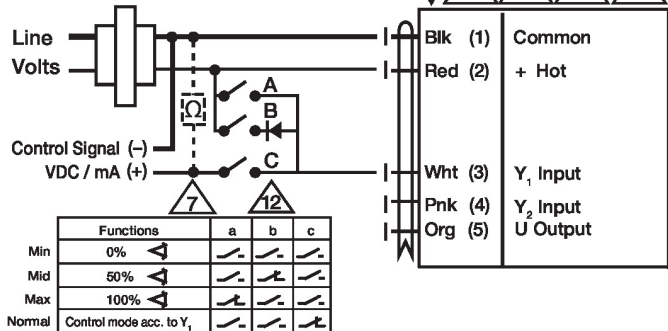 Line
Volts
Blk (1) Common
Red (2) + Hot
A
B
Ω
Control Signal (–)
VDC / mA (+)
C
Wht (3) Y₁ Input
Pnk (4) Y₂ Input
Org (5) U Output
7
12
Functions a b c
Min 0%
Mid 50%
Max 100%
Normal Control mode acc. to Y₁